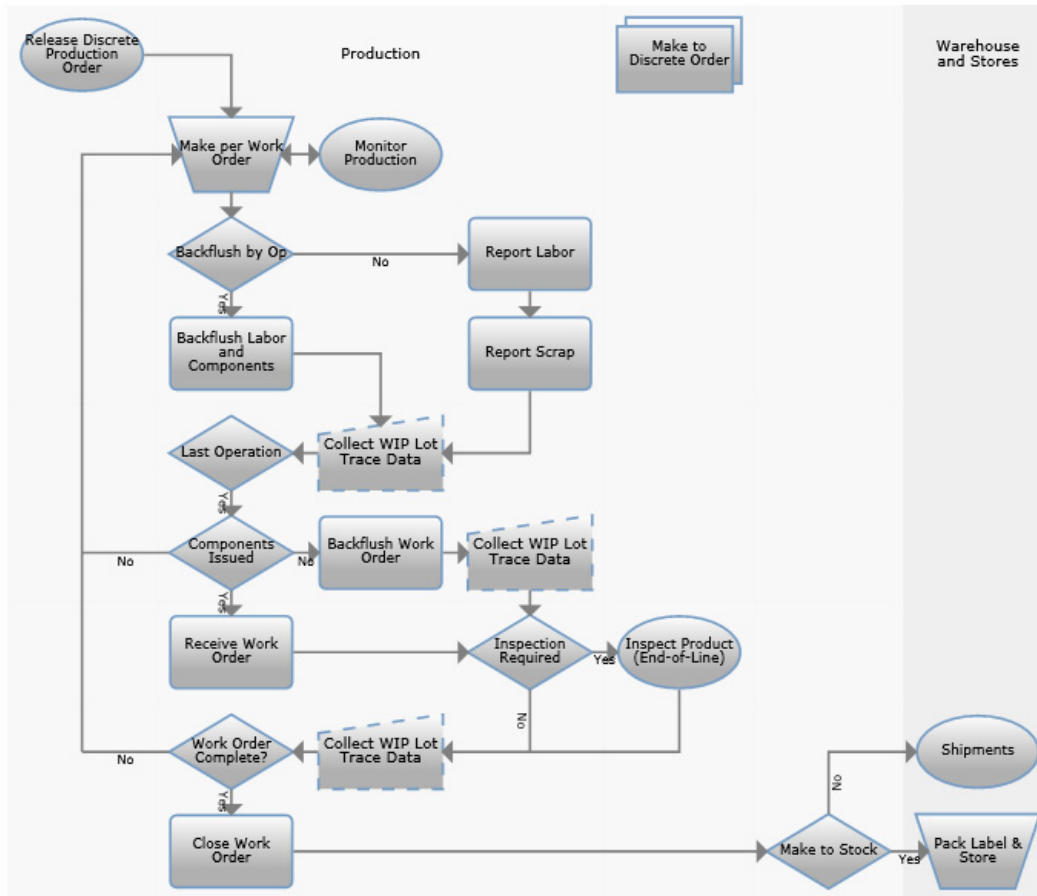 Release Discrete
Production
Order
Production
Make to
Discrete Order
Warehouse
and Stores
Make per Work
Order
Monitor
Production
Backflush by Op
No
Report Labor
Yes
Backflush Labor
and
Components
Report Scrap
Last Operation
Collect WIP Lot
Trace Data
Yes
No
Components
Issued
No
Backflush Work
Order
Collect WIP Lot
Trace Data
Yes
Receive Work
Order
Inspection
Required
Yes
Inspect Product
(End-of-Line)
No
No
Work Order
Complete?
Collect WIP Lot
Trace Data
Shipments
Yes
No
Close Work
Order
Make to Stock
Yes
Pack Label &
Store